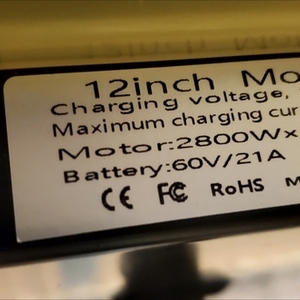 12inch Mo
Charging voltage,
Maximum charging cur
Motor:2800Wx
Battery:60V/21A
CE FC RoHS